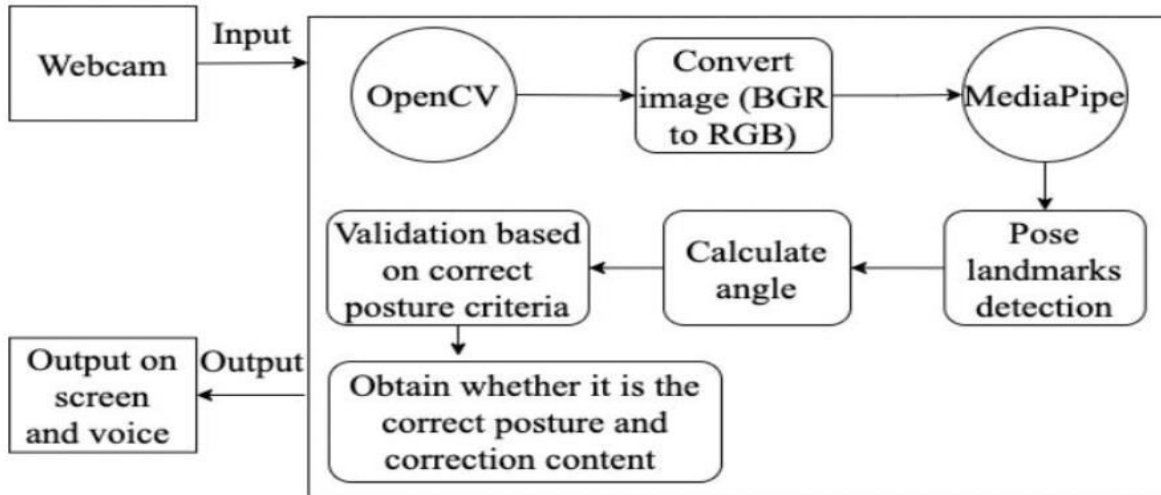 Webcam
Input
OpenCV
Convert
image (BGR
to RGB)
MediaPipe
Pose
landmarks
detection
Calculate
angle
Validation based
on correct
posture criteria
Obtain whether it is the
correct posture and
correction content
Output
Output on
screen
and voice